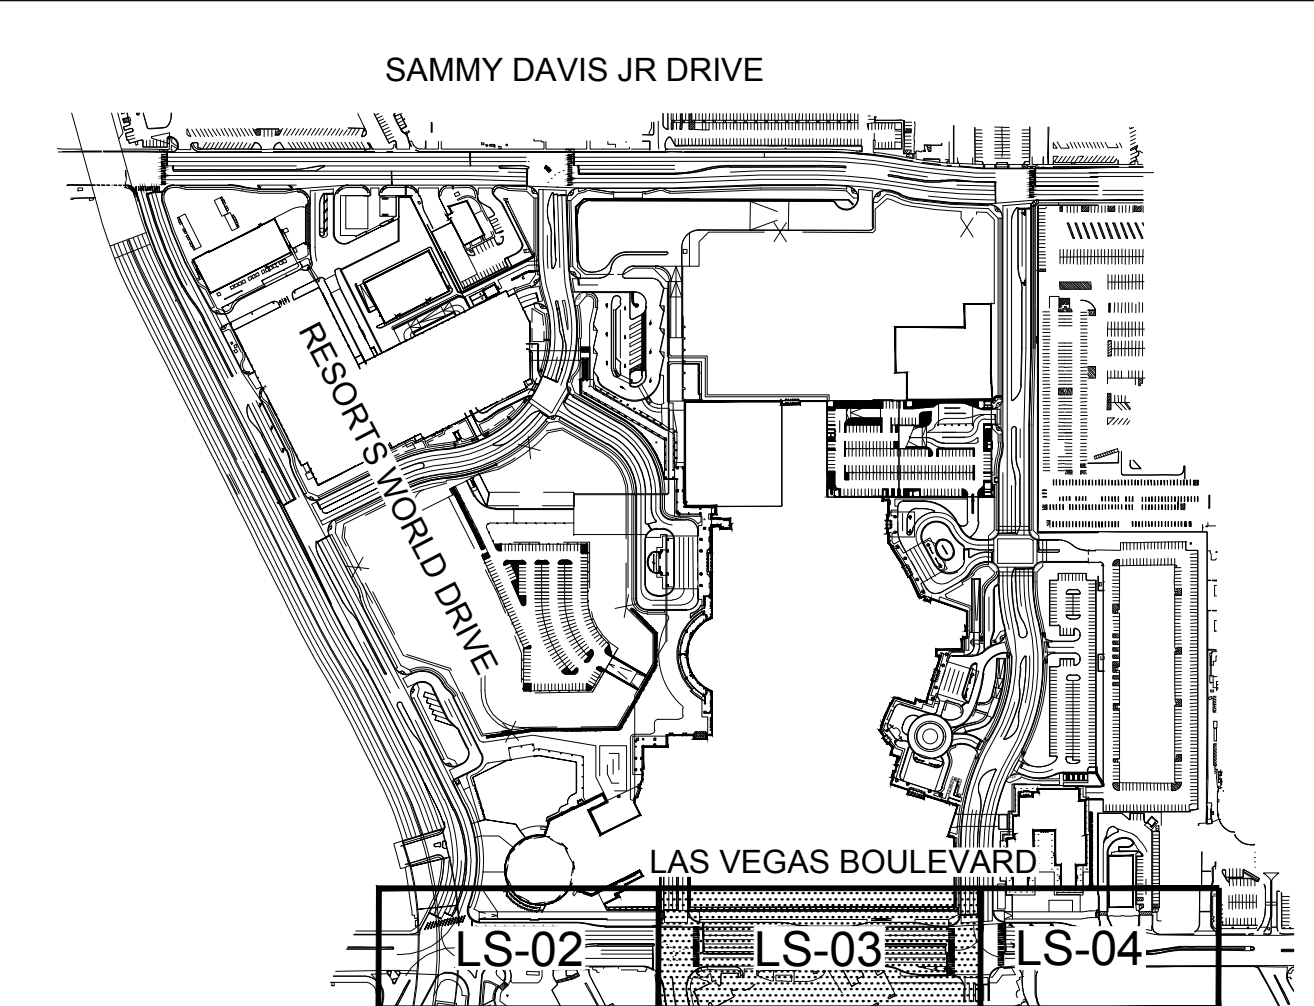 SAMMY DAVIS JR DRIVE
RESORTS WORLD DRIVE
LAS VEGAS BOULEVARD
LS-02
LS-03
LS-04